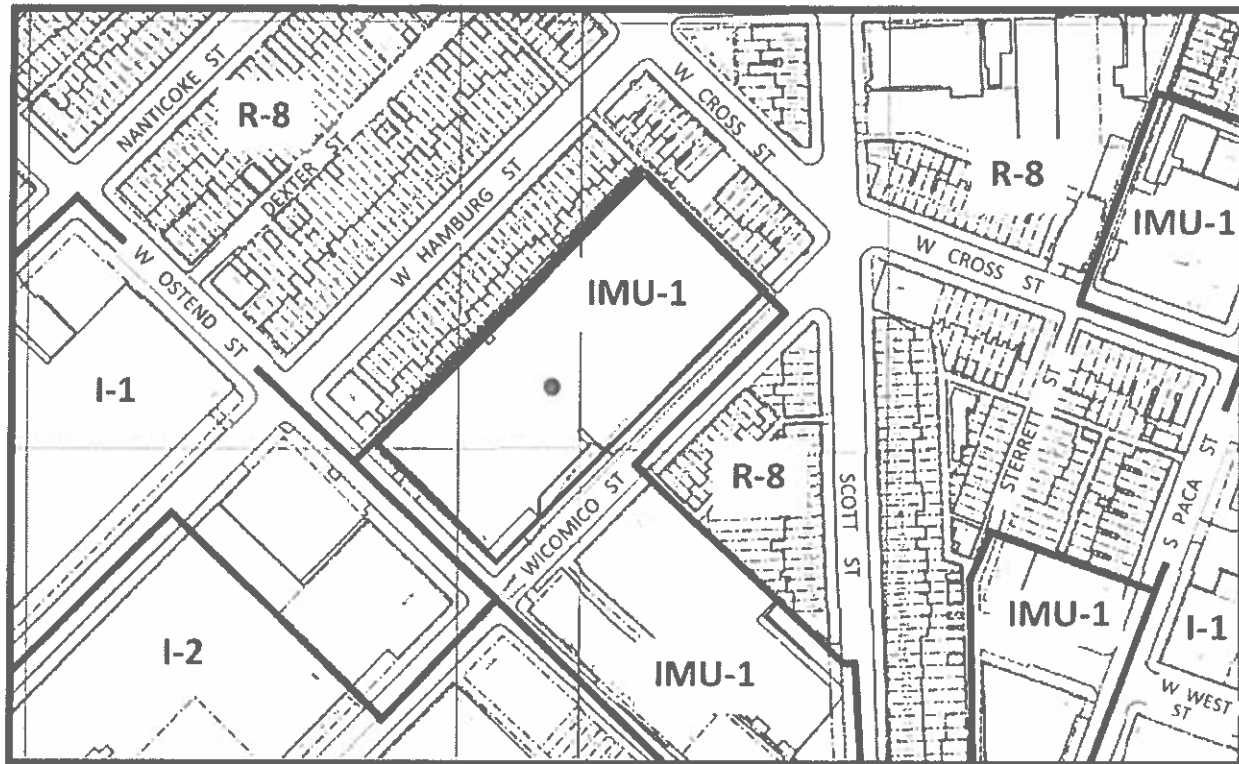 NANTICOKE ST
R-8
DEXTER ST
W HAMBURG ST
W CROSS ST
R-8
IMU-1
W CROSS ST
W OSTEND ST
IMU-1
I-1
R-8
SCOTT ST
STERRET ST
S PACA ST
WICOMICO ST
I-2
IMU-1
IMU-1
I-1
W WEST ST